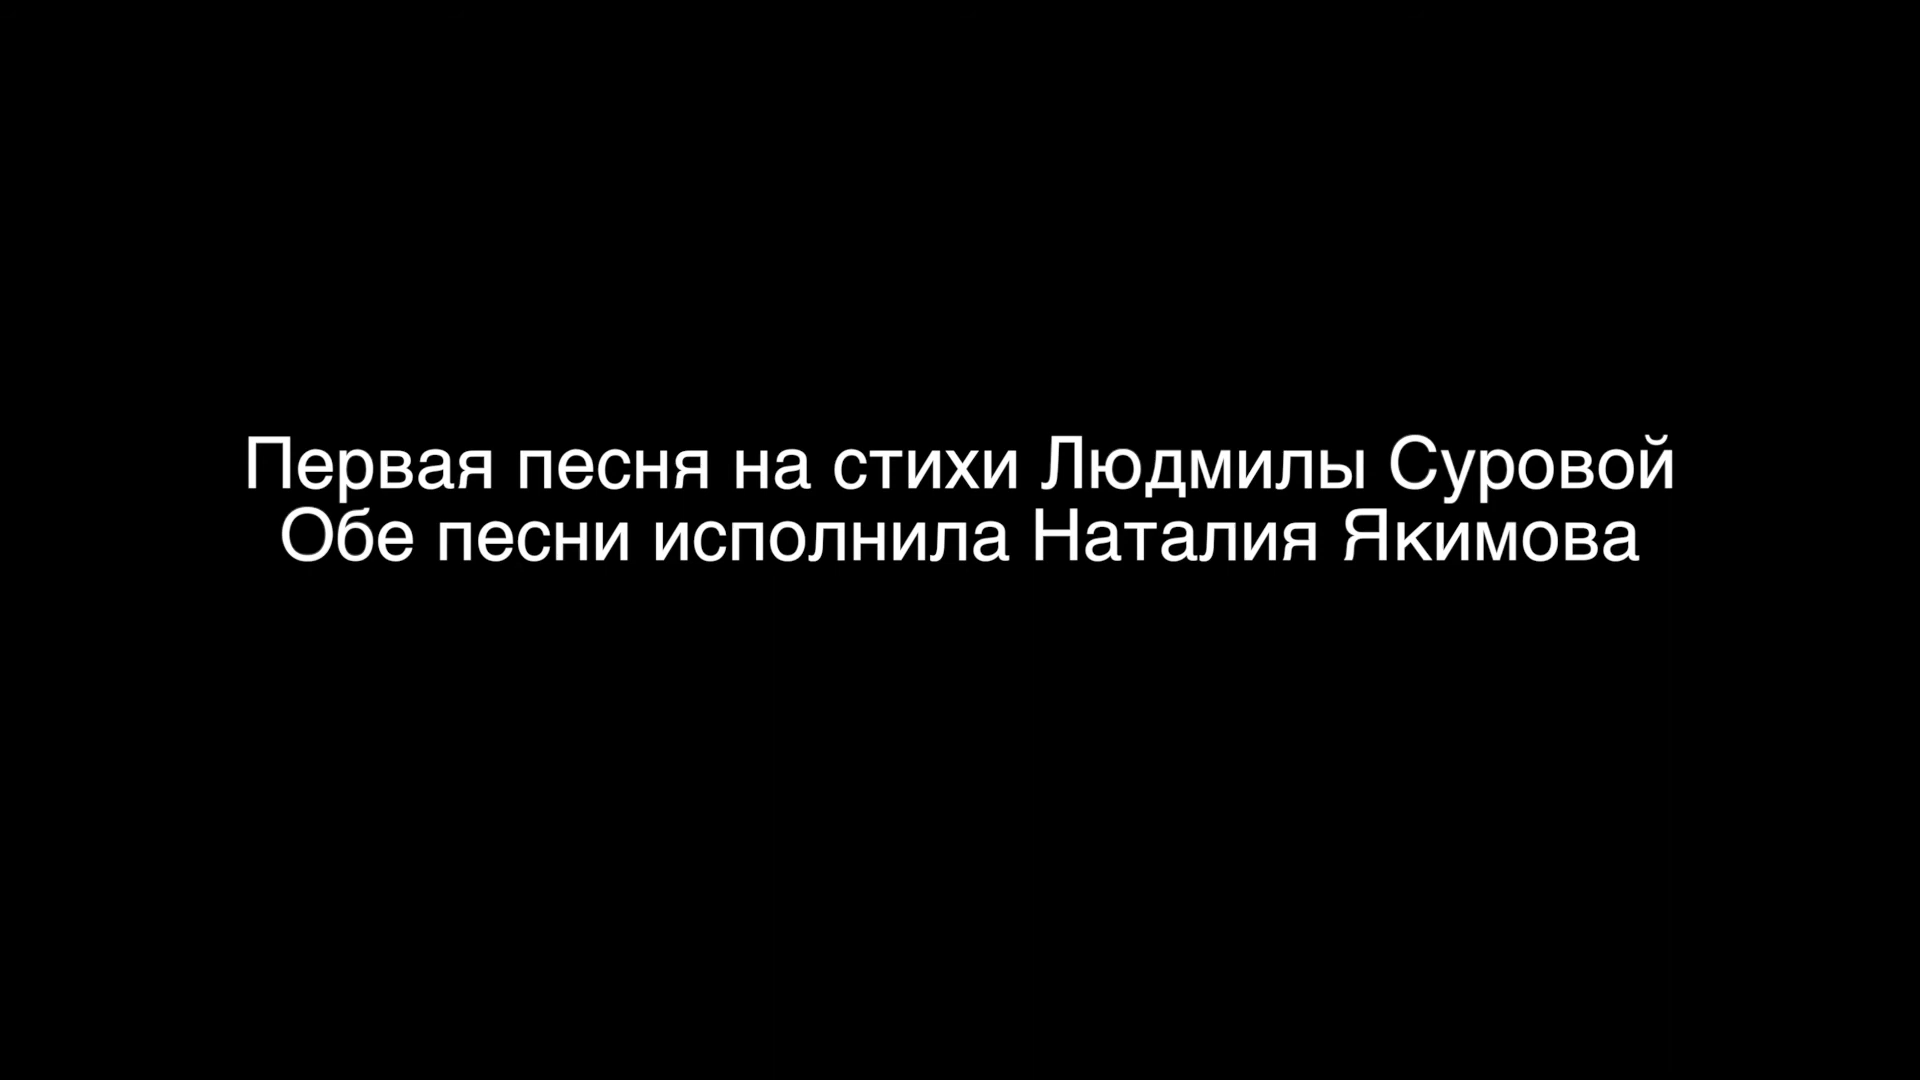 Первая песня на стихи Людмилы Суровой
Обе песни исполнила Наталия Якимова